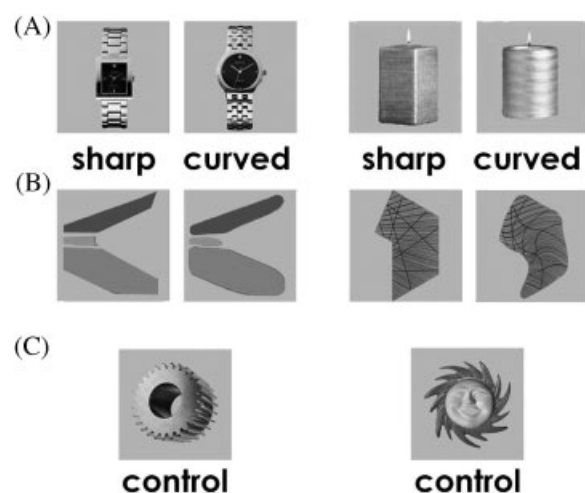 (A)
sharp curved sharp curved
(B)
(C)
control control